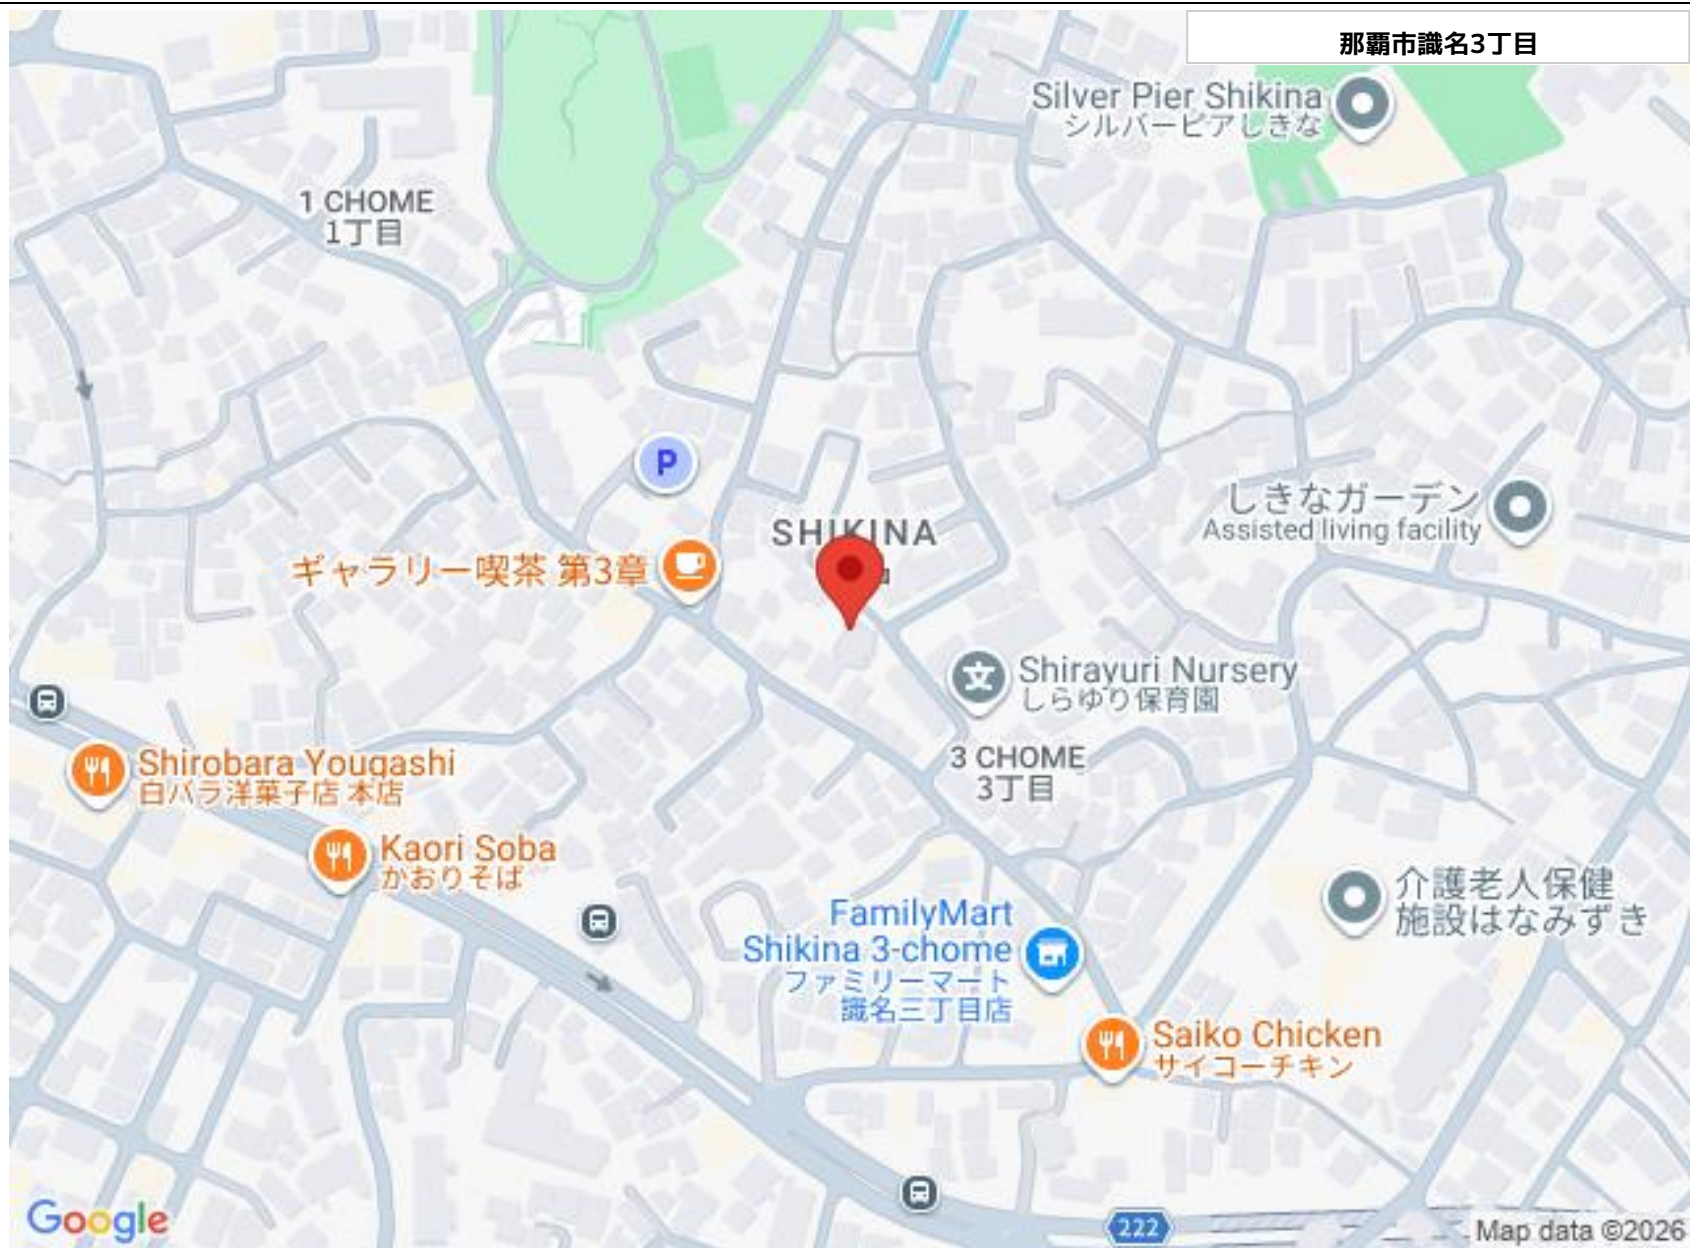 那覇市識名3丁目
Silver Pier Shikina
シルバーピアしきな
1 CHOME
1丁目
P
しきなガーデン
Assisted living facility
SHIKINA
ギャラリー喫茶 第3章
文
Shirayuri Nursery
しらゆり保育園
3 CHOME
3丁目
Shirobara Yougashi
白バラ洋菓子店 本店
Kaori Soba
かおりそば
介護老人保健
施設はなみずき
FamilyMart
Shikina 3-chome
ファミリーマート
識名三丁目店
Saiko Chicken
サイコーチキン
222
Google
Map data ©2026